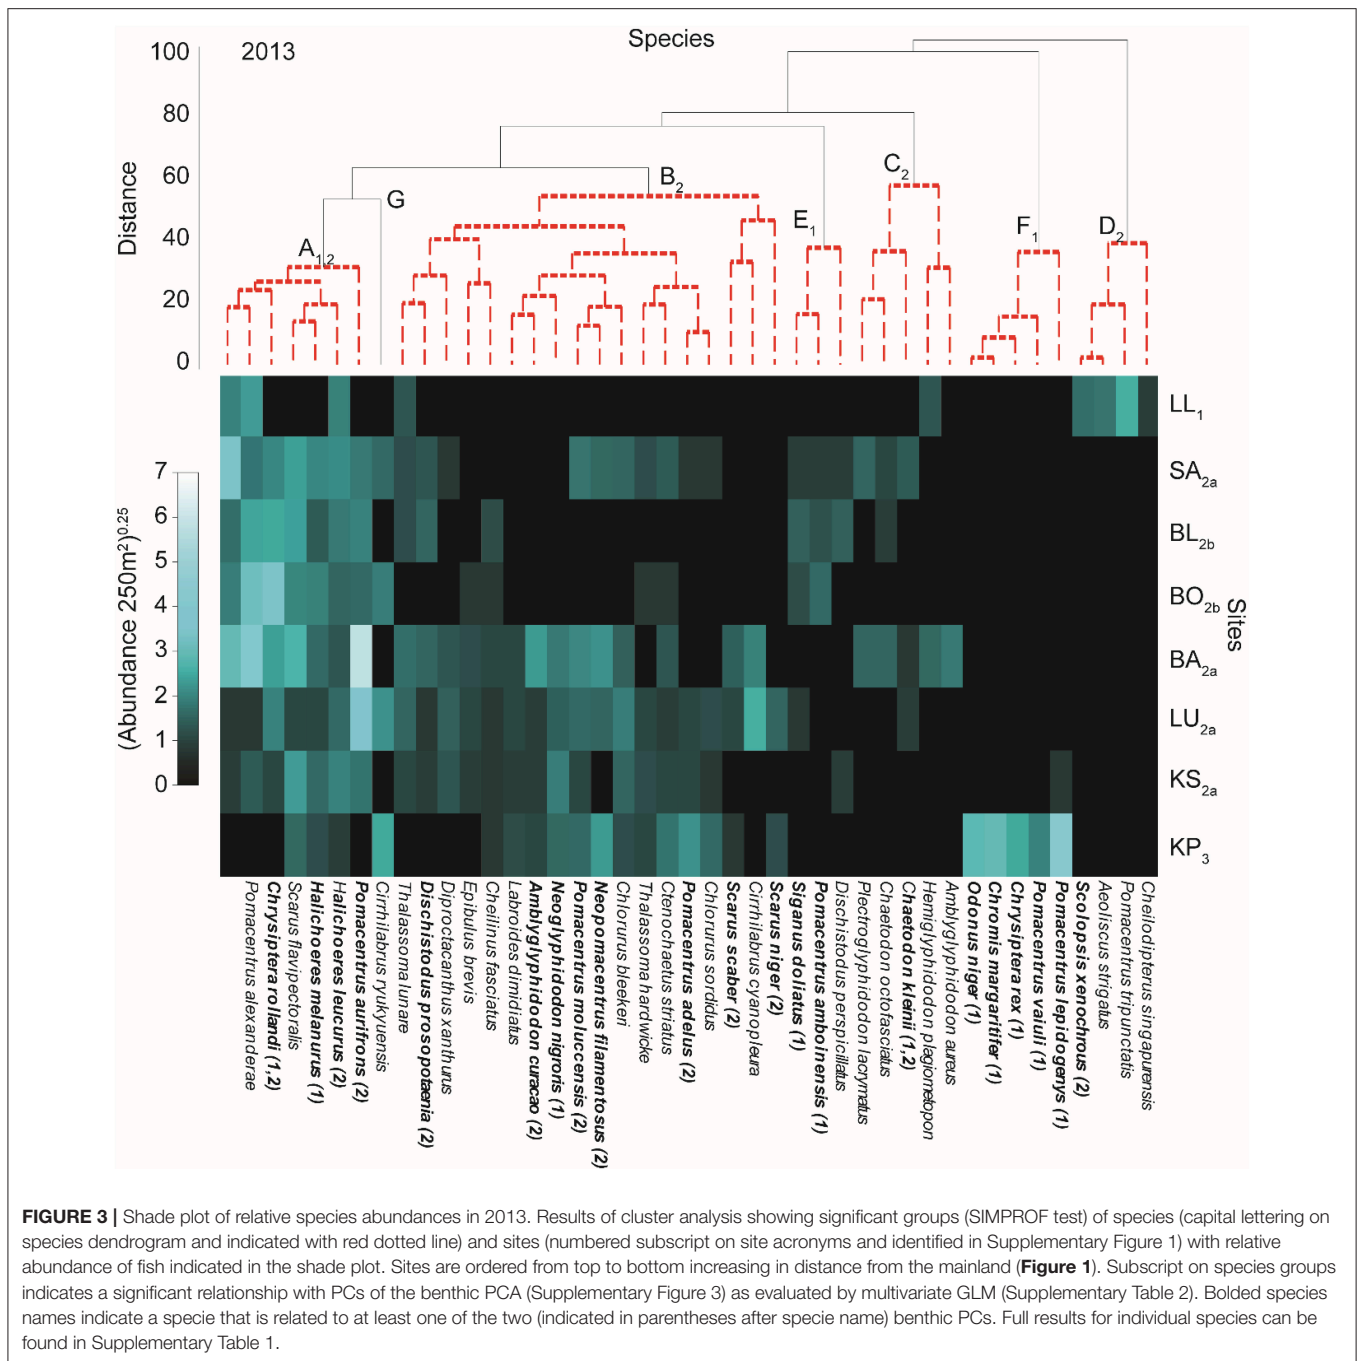 Species
2013
100
80
60
40
20
0
Distance
A1,2
G
B2
E1
C2
F1
D2
7
6
5
4
3
2
1
0
(Abundance 250m²)^0.25
LL1
SA2a
BL2b
BO2b
BA2a
LU2a
KS2a
KP3
Sites
Pomacentrus alexanderae
Chrysiptera rollandi (1,2)
Scarus flavipectoralis
Halichoeres melanurus (1)
Halichoeres leucurus (2)
Pomacentrus aurifrons (2)
Cirrhilabrus ryukyuensis
Thalassoma lunare
Dischistodus prosopotaenia (2)
Diproctacanthus xanthurus
Epibulus brevis
Cheilinus fasciatus
Labroides dimidiatus
Amblyglyphidodon curacao (2)
Neoglyphidodon nigroris (1)
Pomacentrus moluccensis (2)
Neopomacentrus filamentosus (2)
Chlorurus bleekeri
Thalassoma hardwicke
Ctenochaetus striatus
Pomacentrus adelus (2)
Chlorurus sordidus
Scarus scaber (2)
Cirrhilabrus cyanopleura
Scarus niger (2)
Siganus doliatus (1)
Pomacentrus amboinensis (1)
Dischistodus perspicillatus
Plectroglyphidodon lacrymatus
Chaetodon octofasciatus
Chaetodon kleinii (1,2)
Hemiglyphidodon plagiometopon
Amblyglyphidodon aureus
Odonus niger (1)
Chromis margaritifer (1)
Chrysiptera rex (1)
Pomacentrus vaiuli (1)
Pomacentrus lepidogenys (1)
Scolopsis xenochrous (2)
Aeoliscus strigatus
Pomacentrus tripunctatis
Cheilodipterus singapurensis
FIGURE 3 | Shade plot of relative species abundances in 2013. Results of cluster analysis showing significant groups (SIMPROF test) of species (capital lettering on
species dendrogram and indicated with red dotted line) and sites (numbered subscript on site acronyms and identified in Supplementary Figure 1) with relative
abundance of fish indicated in the shade plot. Sites are ordered from top to bottom increasing in distance from the mainland (Figure 1). Subscript on species groups
indicates a significant relationship with PCs of the benthic PCA (Supplementary Figure 3) as evaluated by multivariate GLM (Supplementary Table 2). Bolded species
names indicate a specie that is related to at least one of the two (indicated in parentheses after specie name) benthic PCs. Full results for individual species can be
found in Supplementary Table 1.